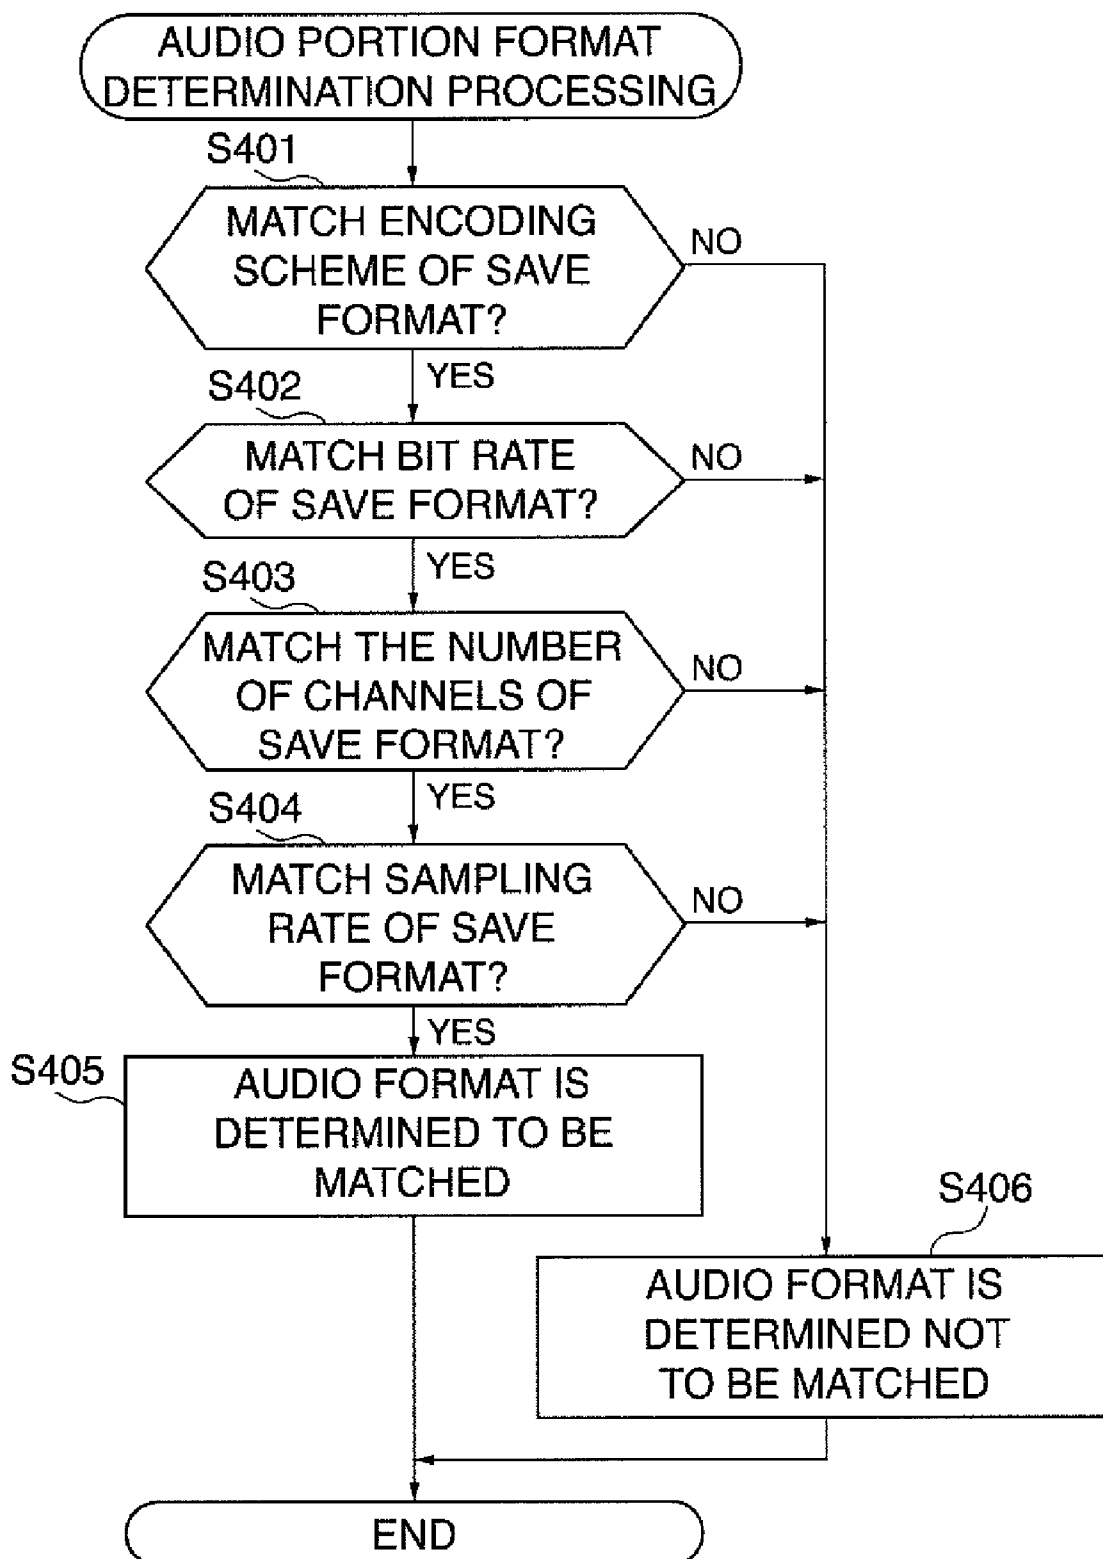 AUDIO PORTION FORMAT
DETERMINATION PROCESSING
S401
MATCH ENCODING
SCHEME OF SAVE
FORMAT?
NO
YES
S402
MATCH BIT RATE
OF SAVE FORMAT?
NO
YES
S403
MATCH THE NUMBER
OF CHANNELS OF
SAVE FORMAT?
NO
YES
S404
MATCH SAMPLING
RATE OF SAVE
FORMAT?
NO
YES
S405
AUDIO FORMAT IS
DETERMINED TO BE
MATCHED
S406
AUDIO FORMAT IS
DETERMINED NOT
TO BE MATCHED
END